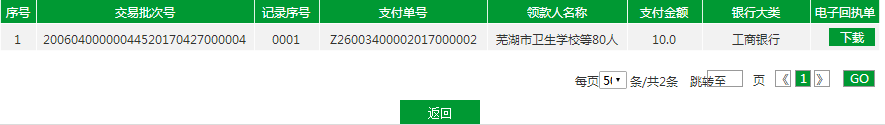 序号 交易批次号 记录序号 支付单号 领款人名称 支付金额 银行大类 电子回执单
1 20060400000044520170427000004 0001 Z26003400002017000002 芜湖市卫生学校等80人 10.0 工商银行 下载
每页 50 条/共2条 跳转至 页 《 1 》 GO
返回